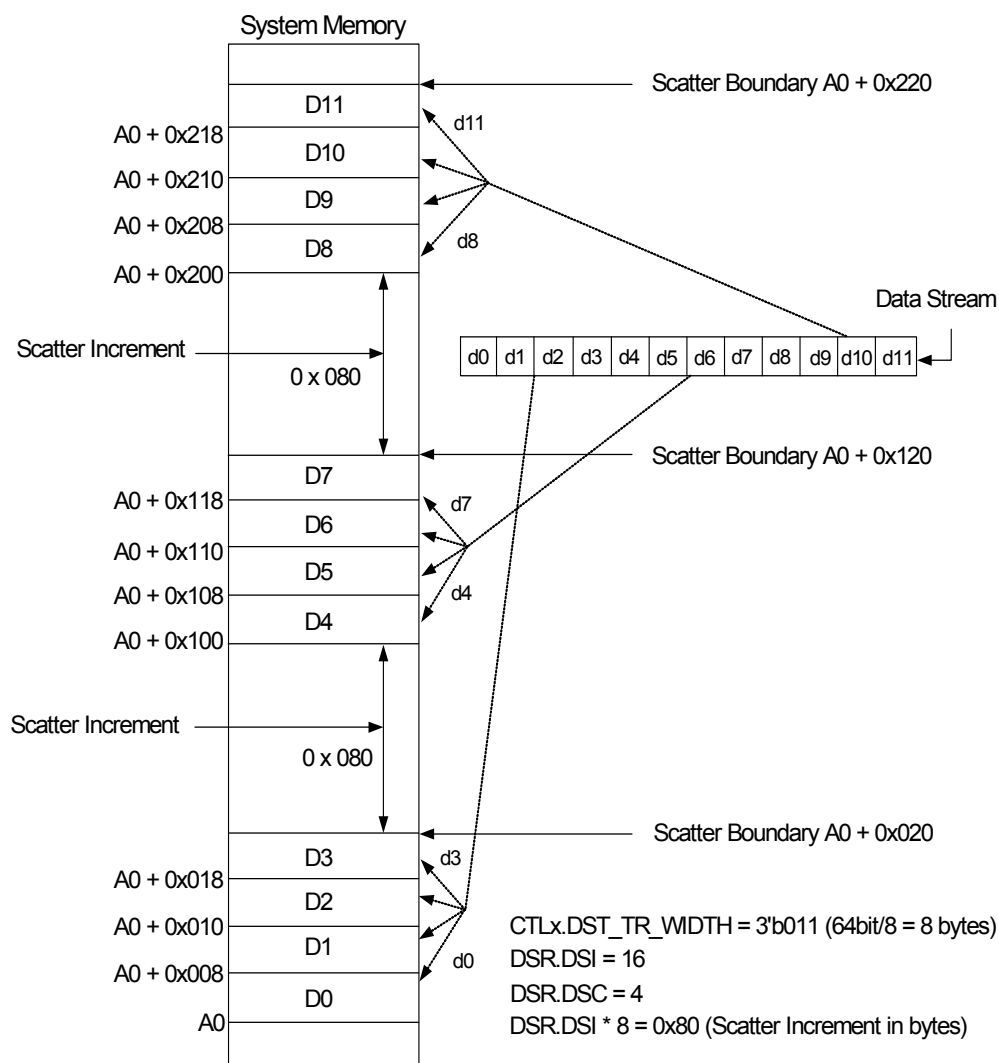 System Memory
Scatter Boundary A0 + 0x220
D11
d11
A0 + 0x218
D10
A0 + 0x210
D9
A0 + 0x208
D8
d8
A0 + 0x200
Data Stream
Scatter Increment
0 x 080
d0 d1 d2 d3 d4 d5 d6 d7 d8 d9 d10 d11
Scatter Boundary A0 + 0x120
D7
A0 + 0x118
d7
D6
A0 + 0x110
D5
A0 + 0x108
d4
D4
A0 + 0x100
Scatter Increment
0 x 080
Scatter Boundary A0 + 0x020
D3
d3
A0 + 0x018
D2
A0 + 0x010
D1
A0 + 0x008
d0
D0
A0
CTLx.DST_TR_WIDTH = 3'b011 (64bit/8 = 8 bytes)
DSR.DSI = 16
DSR.DSC = 4
DSR.DSI * 8 = 0x80 (Scatter Increment in bytes)